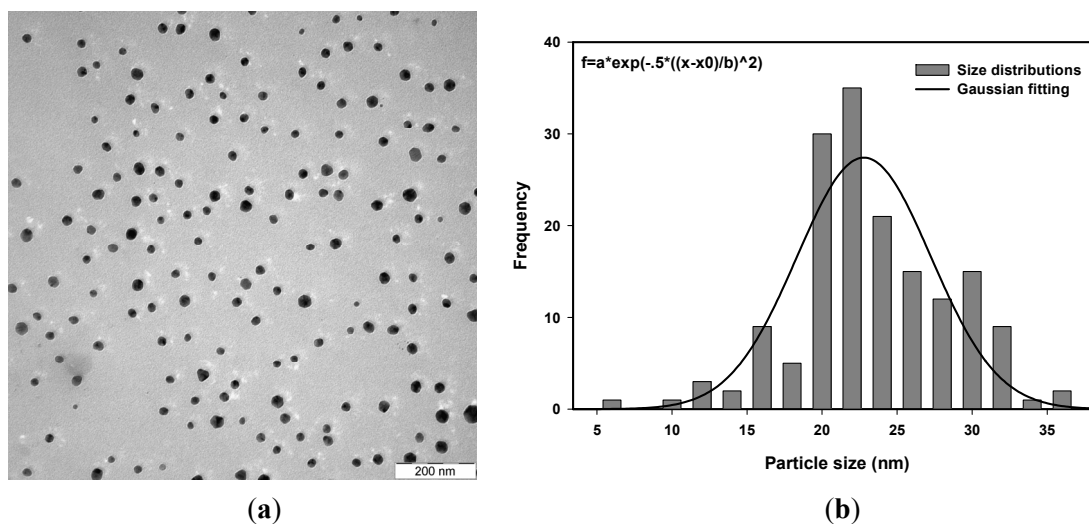 200 nm
(a)
f=a*exp(-.5*((x-x0)/b)^2)
Size distributions
Gaussian fitting
Frequency
40
30
20
10
0
5 10 15 20 25 30 35
Particle size (nm)
(b)